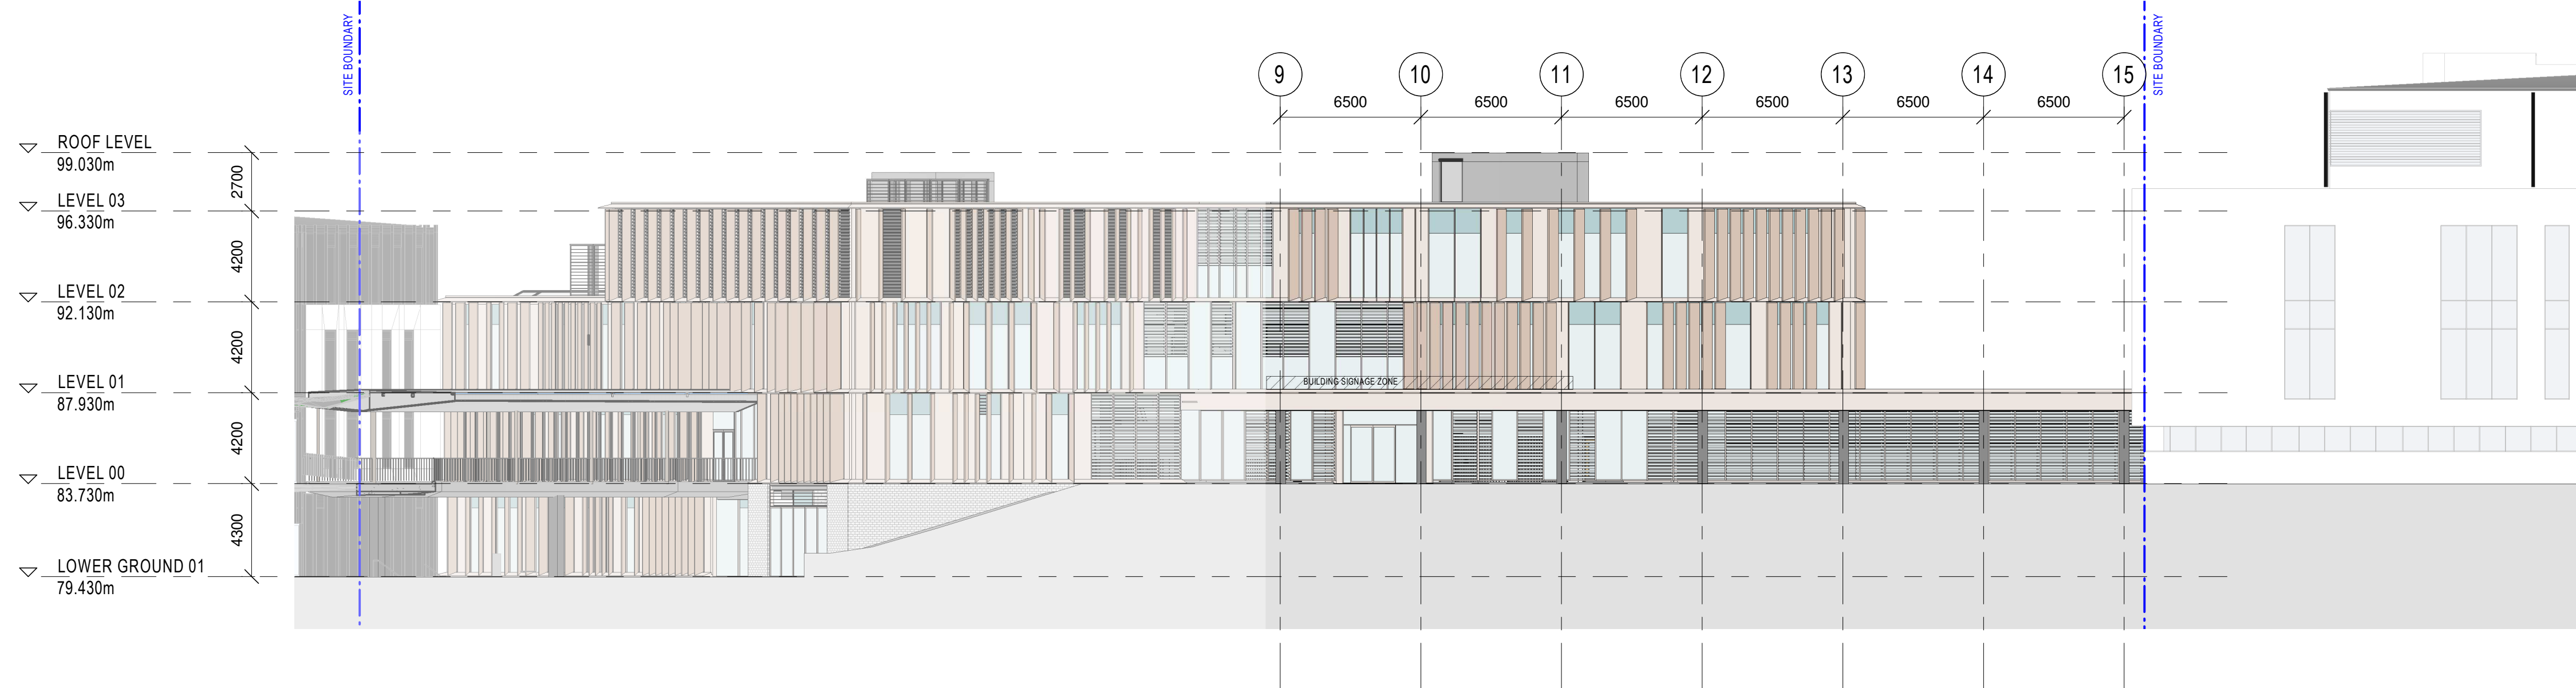 SITE BOUNDARY
SITE BOUNDARY
9
10
11
12
13
14
15
6500
6500
6500
6500
6500
6500
ROOF LEVEL
99.030m
2700
LEVEL 03
96.330m
4200
LEVEL 02
92.130m
4200
LEVEL 01
87.930m
BUILDING SIGNAGE ZONE
4200
LEVEL 00
83.730m
4300
LOWER GROUND 01
79.430m